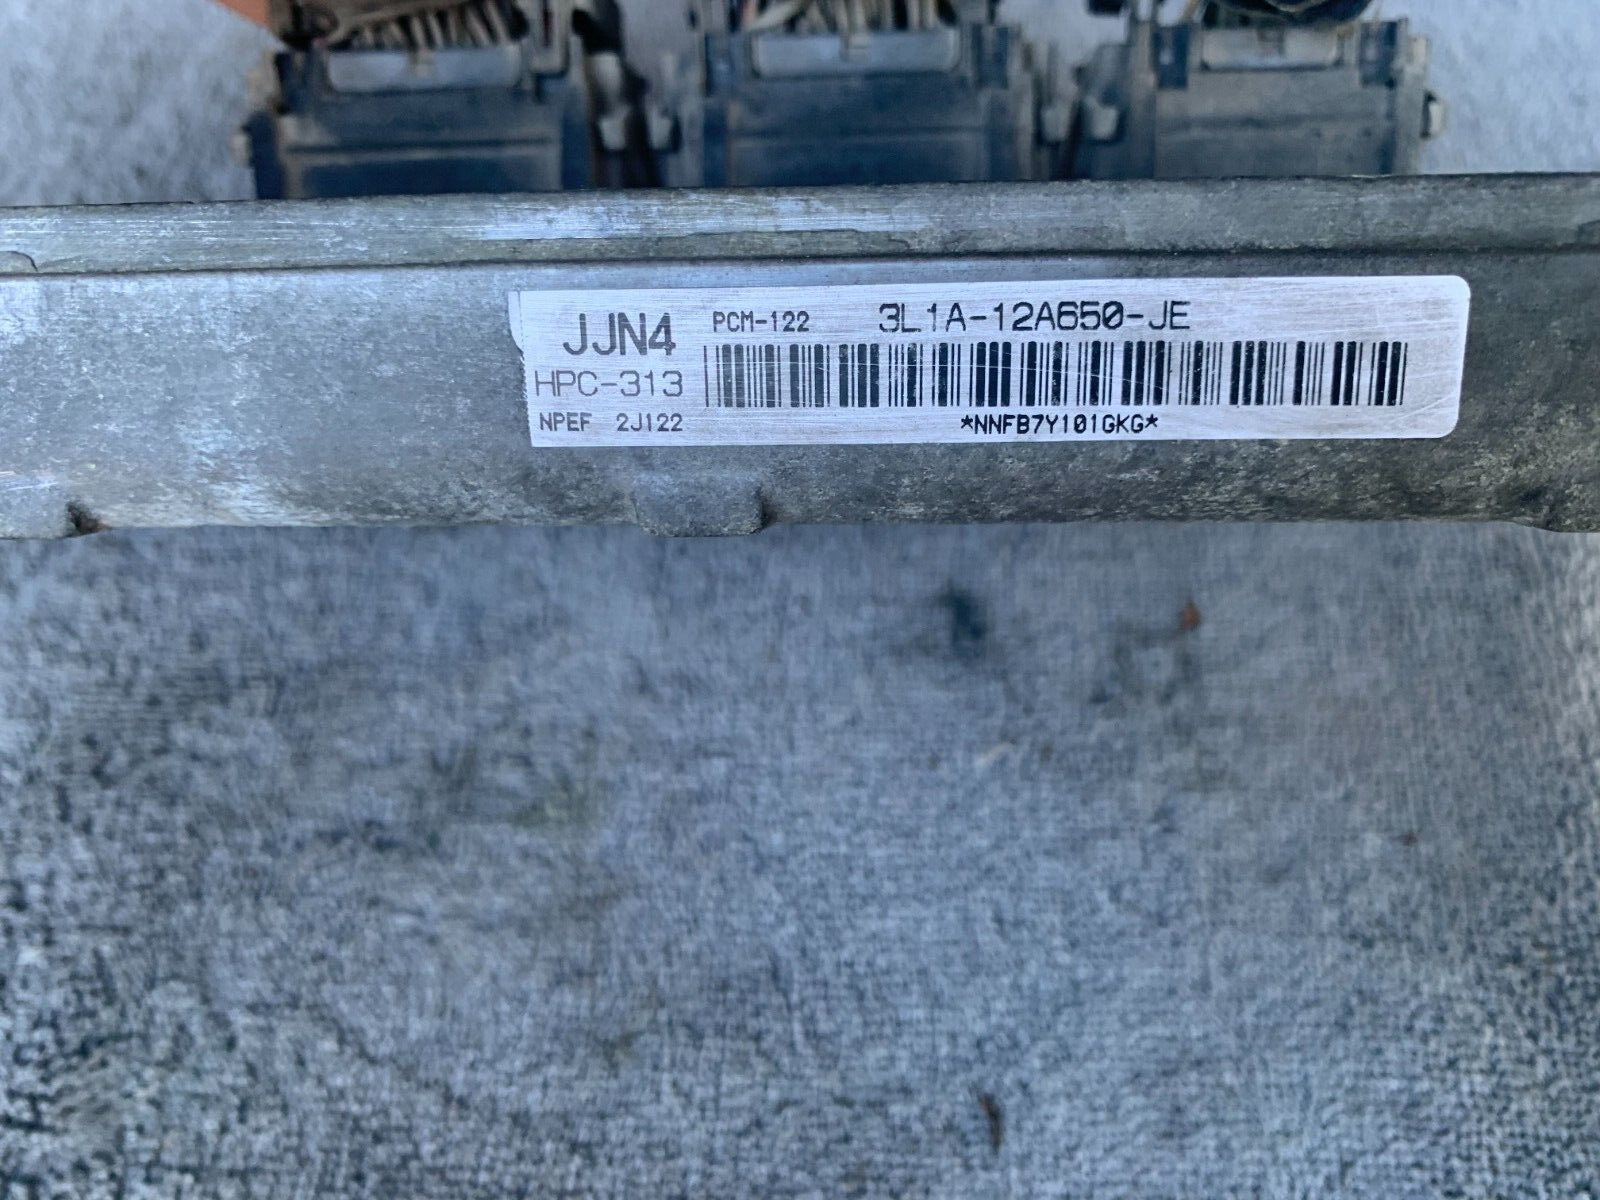 JJN4 PCM-122 3L1A-12A650-JE
HPC-313
NPEF 2J122 *NNFB7Y101GKG*